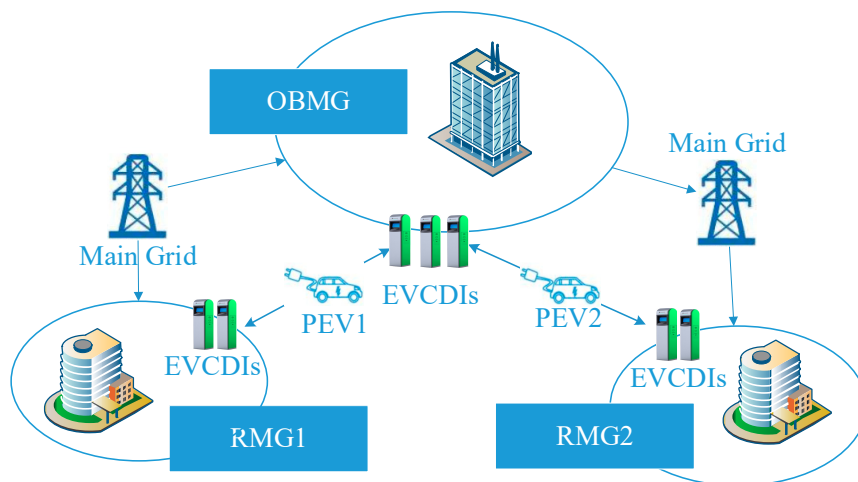 OBMG
Main Grid
Main Grid
EVCDIs
PEV1
PEV2
EVCDIs
EVCDIs
RMG1
RMG2